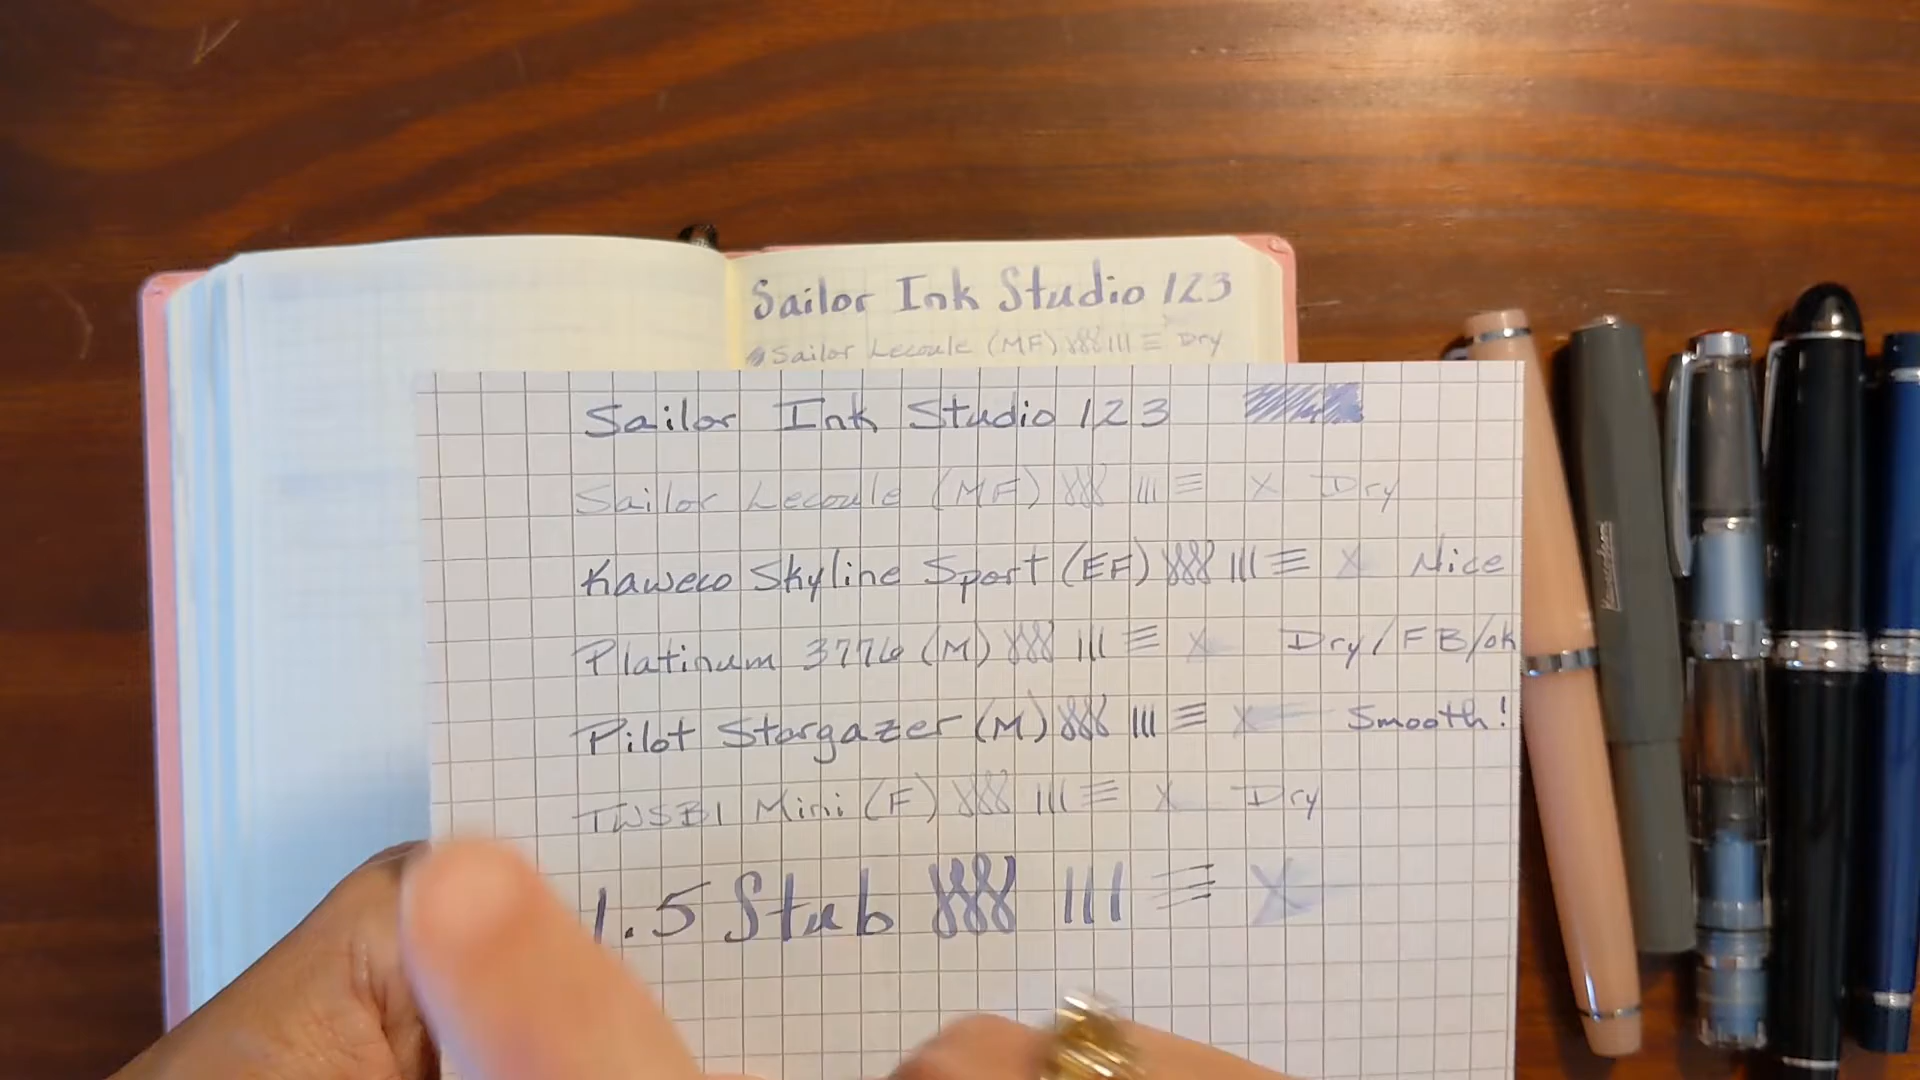 Sailor Ink Studio 123
Sailor Lecoule (MF) Dry
Sailor Ink Studio 123
Sailor Lecoule (MF) X Dry
Kaweco Skyline Sport (EF) X Nice
Platinum 3776 (M) X Dry/FB/ok
Pilot Stargazer (M) X Smooth!
TWSBI Mini (F) X Dry
1.5 Stub X
Kaweco